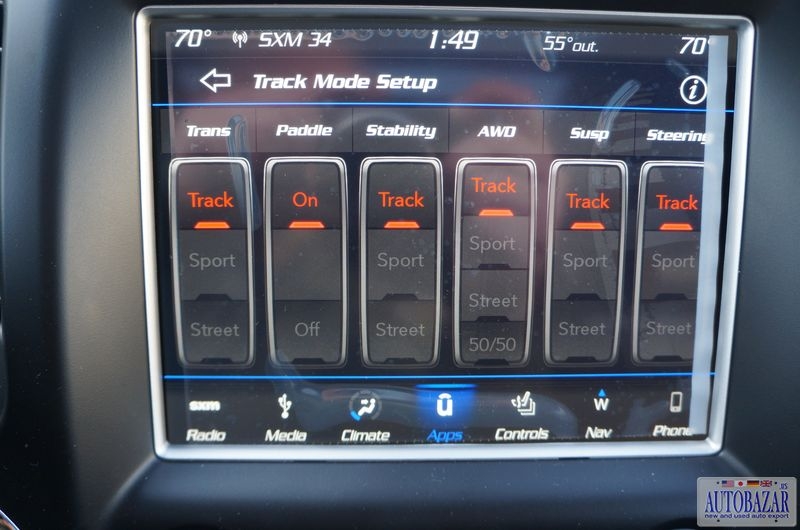 70° SXM 34 1:49 55° out. 70°
Track Mode Setup i
Trans Paddle Stability AWD Susp Steering
Track On Track Track Track Track
Sport Sport Sport Sport Sport
Street Off Street Street Street Street
50/50
sxm W
Radio Media Climate Apps Controls Nav Phone
AUTOBAZAR.us
new and used auto export